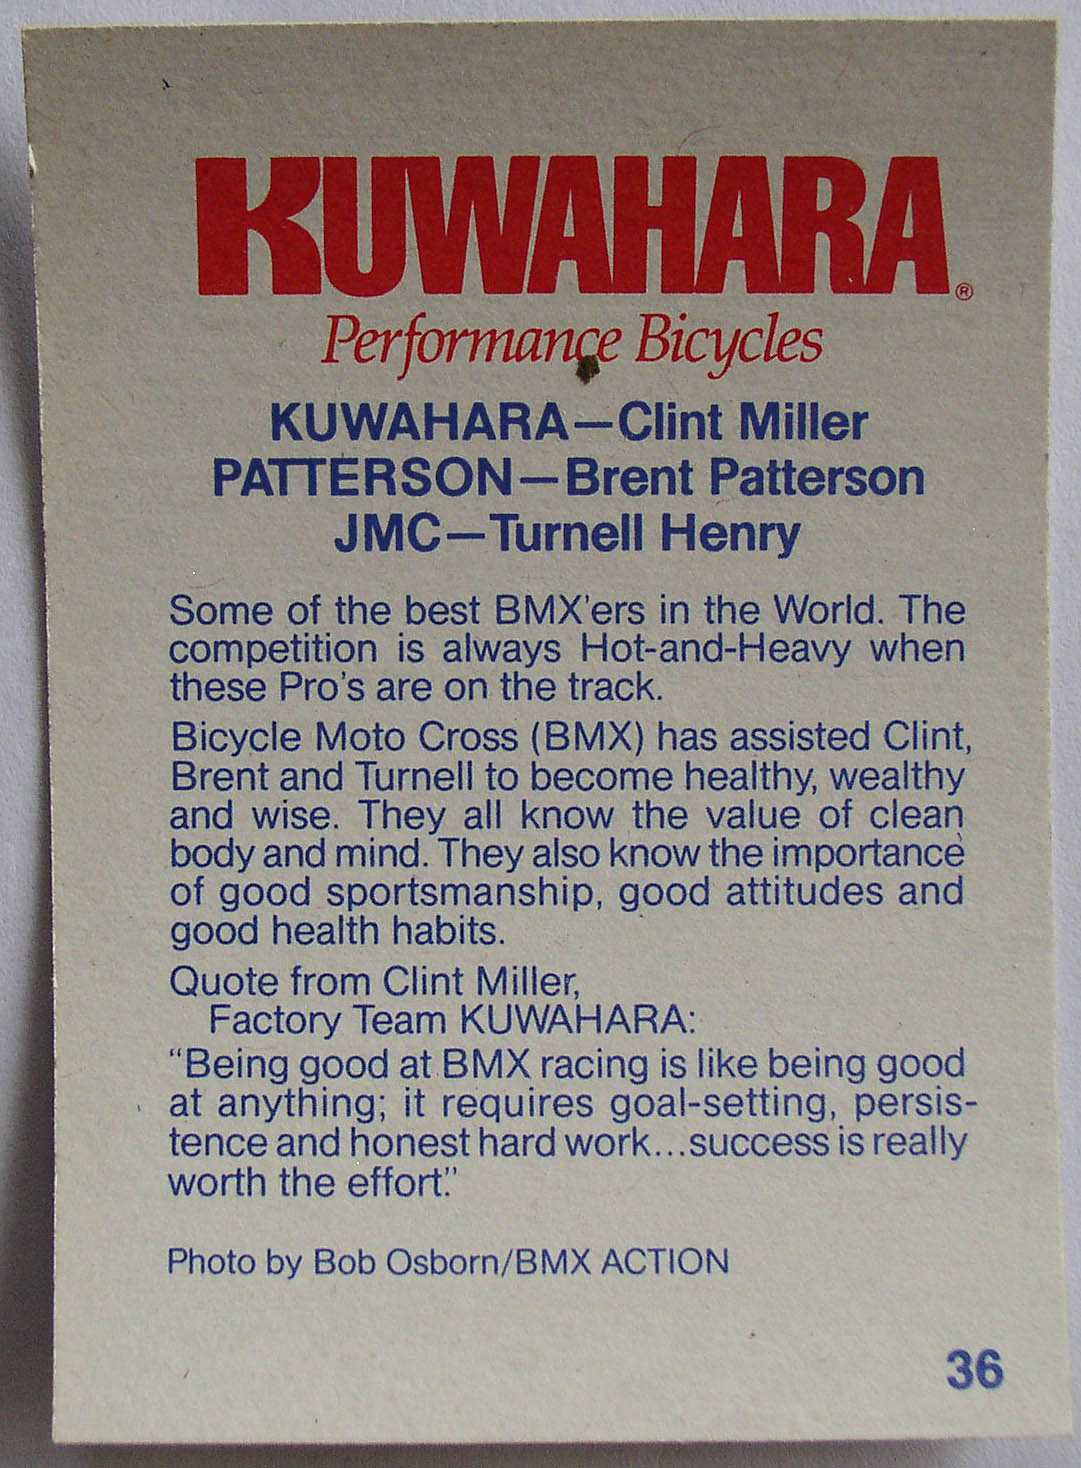 KUWAHARA®
Performance Bicycles
KUWAHARA—Clint Miller
PATTERSON—Brent Patterson
JMC—Turnell Henry
Some of the best BMX'ers in the World. The
competition is always Hot-and-Heavy when
these Pro's are on the track.
Bicycle Moto Cross (BMX) has assisted Clint,
Brent and Turnell to become healthy, wealthy
and wise. They all know the value of clean
body and mind. They also know the importance
of good sportsmanship, good attitudes and
good health habits.
Quote from Clint Miller,
Factory Team KUWAHARA:
“Being good at BMX racing is like being good
at anything; it requires goal-setting, persis-
tence and honest hard work...success is really
worth the effort.”
Photo by Bob Osborn/BMX ACTION
36